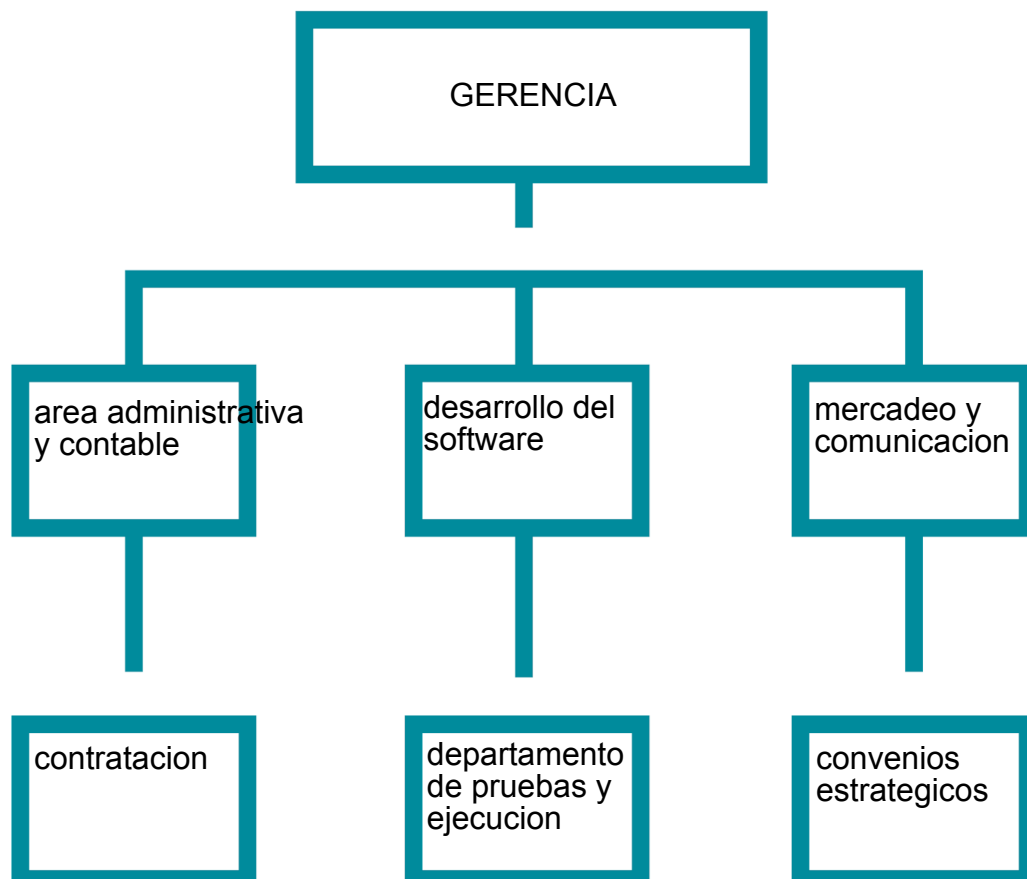 GERENCIA
area administrativa
y contable
desarrollo del
software
mercadeo y
comunicacion
contratacion
departamento
de pruebas y
ejecucion
convenios
estrategicos